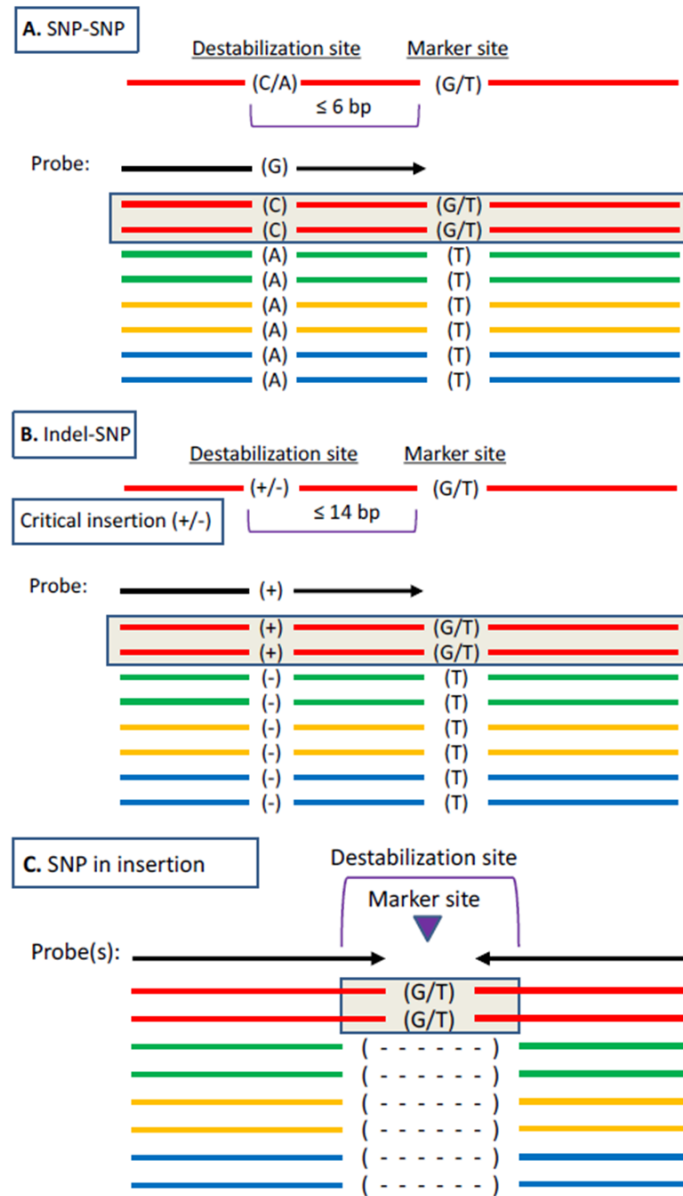 A. SNP-SNP
Destabilization site Marker site
(C/A) (G/T)
≤ 6 bp
Probe: (G)
(C) (G/T)
(C) (G/T)
(A) (T)
(A) (T)
(A) (T)
(A) (T)
(A) (T)
(A) (T)
B. Indel-SNP
Destabilization site Marker site
(+/-) (G/T)
Critical insertion (+/-) ≤ 14 bp
Probe: (+)
(+) (G/T)
(+) (G/T)
(-) (T)
(-) (T)
(-) (T)
(-) (T)
(-) (T)
(-) (T)
C. SNP in insertion
Destabilization site
Marker site
Probe(s):
(G/T)
(G/T)
( - - - - - - )
( - - - - - - )
( - - - - - - )
( - - - - - - )
( - - - - - - )
( - - - - - - )